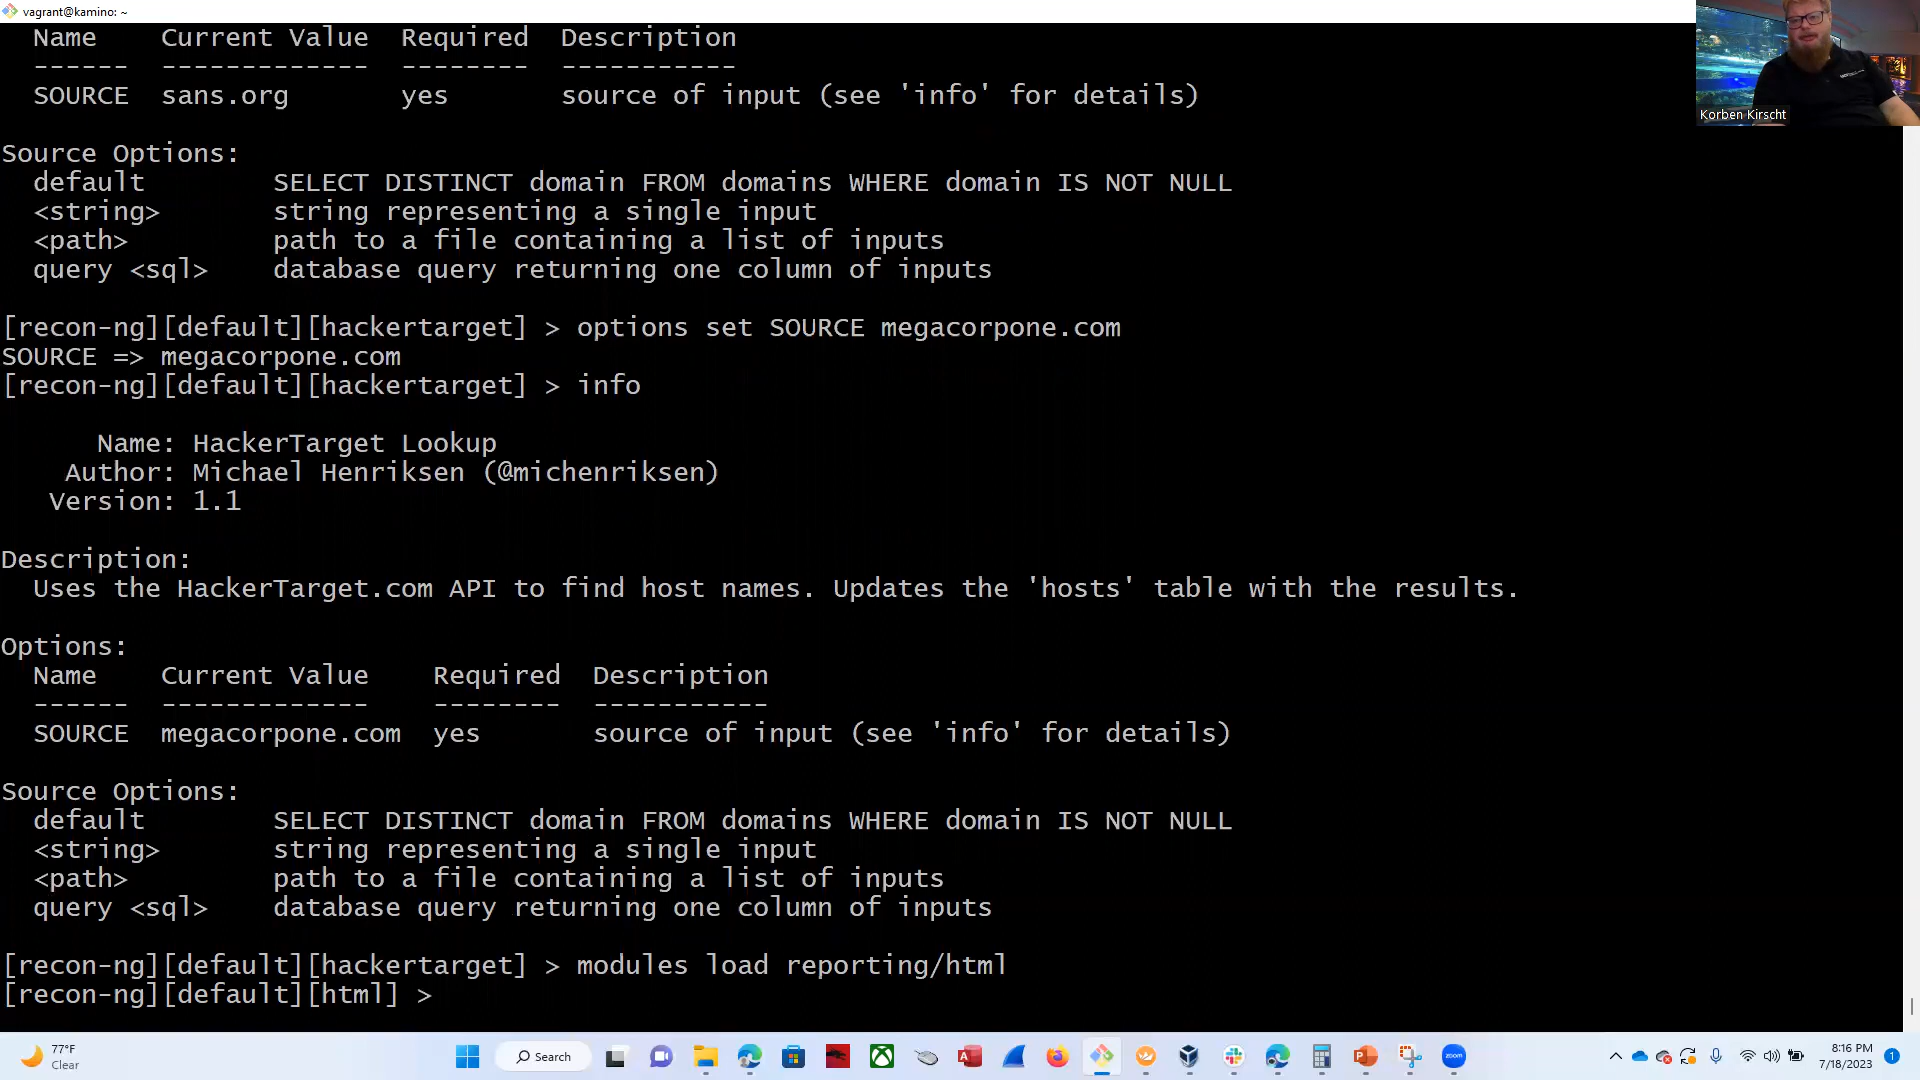 vagrant@kamino: ~
Name Current Value Required Description
------ ------------- -------- -----------
SOURCE sans.org yes source of input (see 'info' for details)
Korben Kirscht
Source Options:
default SELECT DISTINCT domain FROM domains WHERE domain IS NOT NULL
<string> string representing a single input
<path> path to a file containing a list of inputs
query <sql> database query returning one column of inputs
[recon-ng][default][hackertarget] > options set SOURCE megacorpone.com
SOURCE => megacorpone.com
[recon-ng][default][hackertarget] > info
Name: HackerTarget Lookup
Author: Michael Henriksen (@michenriksen)
Version: 1.1
Description:
Uses the HackerTarget.com API to find host names. Updates the 'hosts' table with the results.
Options:
Name Current Value Required Description
------ ------------- -------- -----------
SOURCE megacorpone.com yes source of input (see 'info' for details)
Source Options:
default SELECT DISTINCT domain FROM domains WHERE domain IS NOT NULL
<string> string representing a single input
<path> path to a file containing a list of inputs
query <sql> database query returning one column of inputs
[recon-ng][default][hackertarget] > modules load reporting/html
[recon-ng][default][html] >
77°F
Clear
Search
zoom
8:16 PM
7/18/2023
1